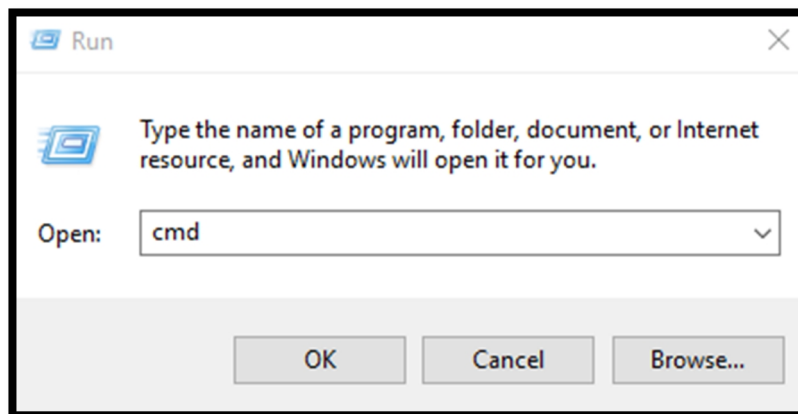 Run
Type the name of a program, folder, document, or Internet
resource, and Windows will open it for you.
Open: cmd
OK Cancel Browse...